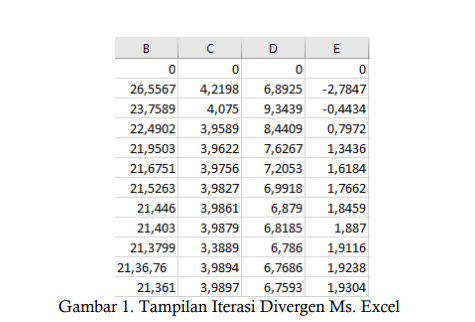 B C D E
0 0 0 0
26,5567 4,2198 6,8925 -2,7847
23,7589 4,075 9,3439 -0,4434
22,4902 3,9589 8,4409 0,7972
21,9503 3,9622 7,6267 1,3436
21,6751 3,9756 7,2053 1,6184
21,5263 3,9827 6,9918 1,7662
21,446 3,9861 6,879 1,8459
21,403 3,9879 6,8185 1,887
21,3799 3,3889 6,786 1,9116
21,36,76 3,9894 6,7686 1,9238
21,361 3,9897 6,7593 1,9304
Gambar 1. Tampilan Iterasi Divergen Ms. Excel